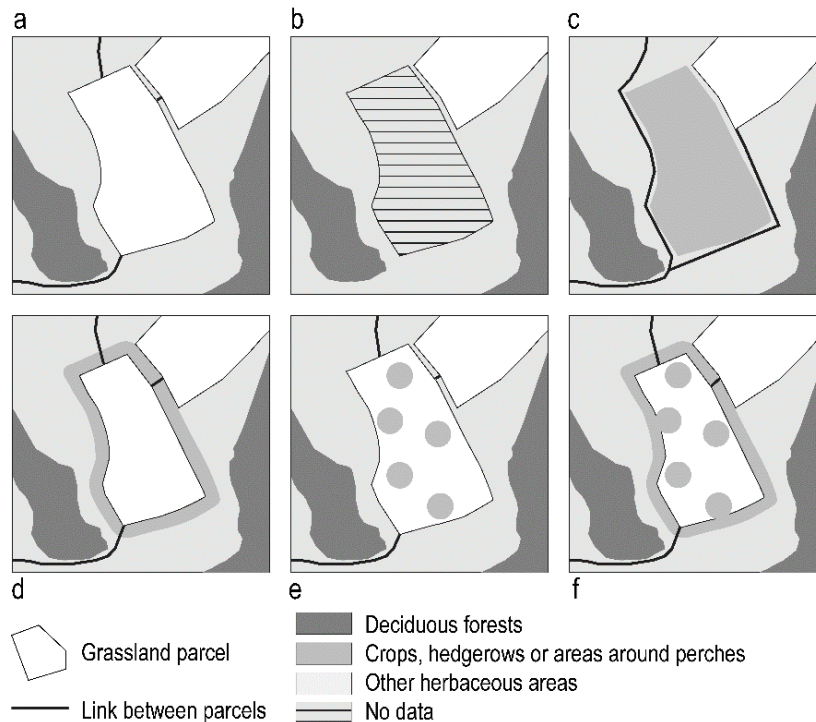 a
b
c
d
e
f
Grassland parcel
Link between parcels
Deciduous forests
Crops, hedgerows or areas around perches
Other herbaceous areas
No data